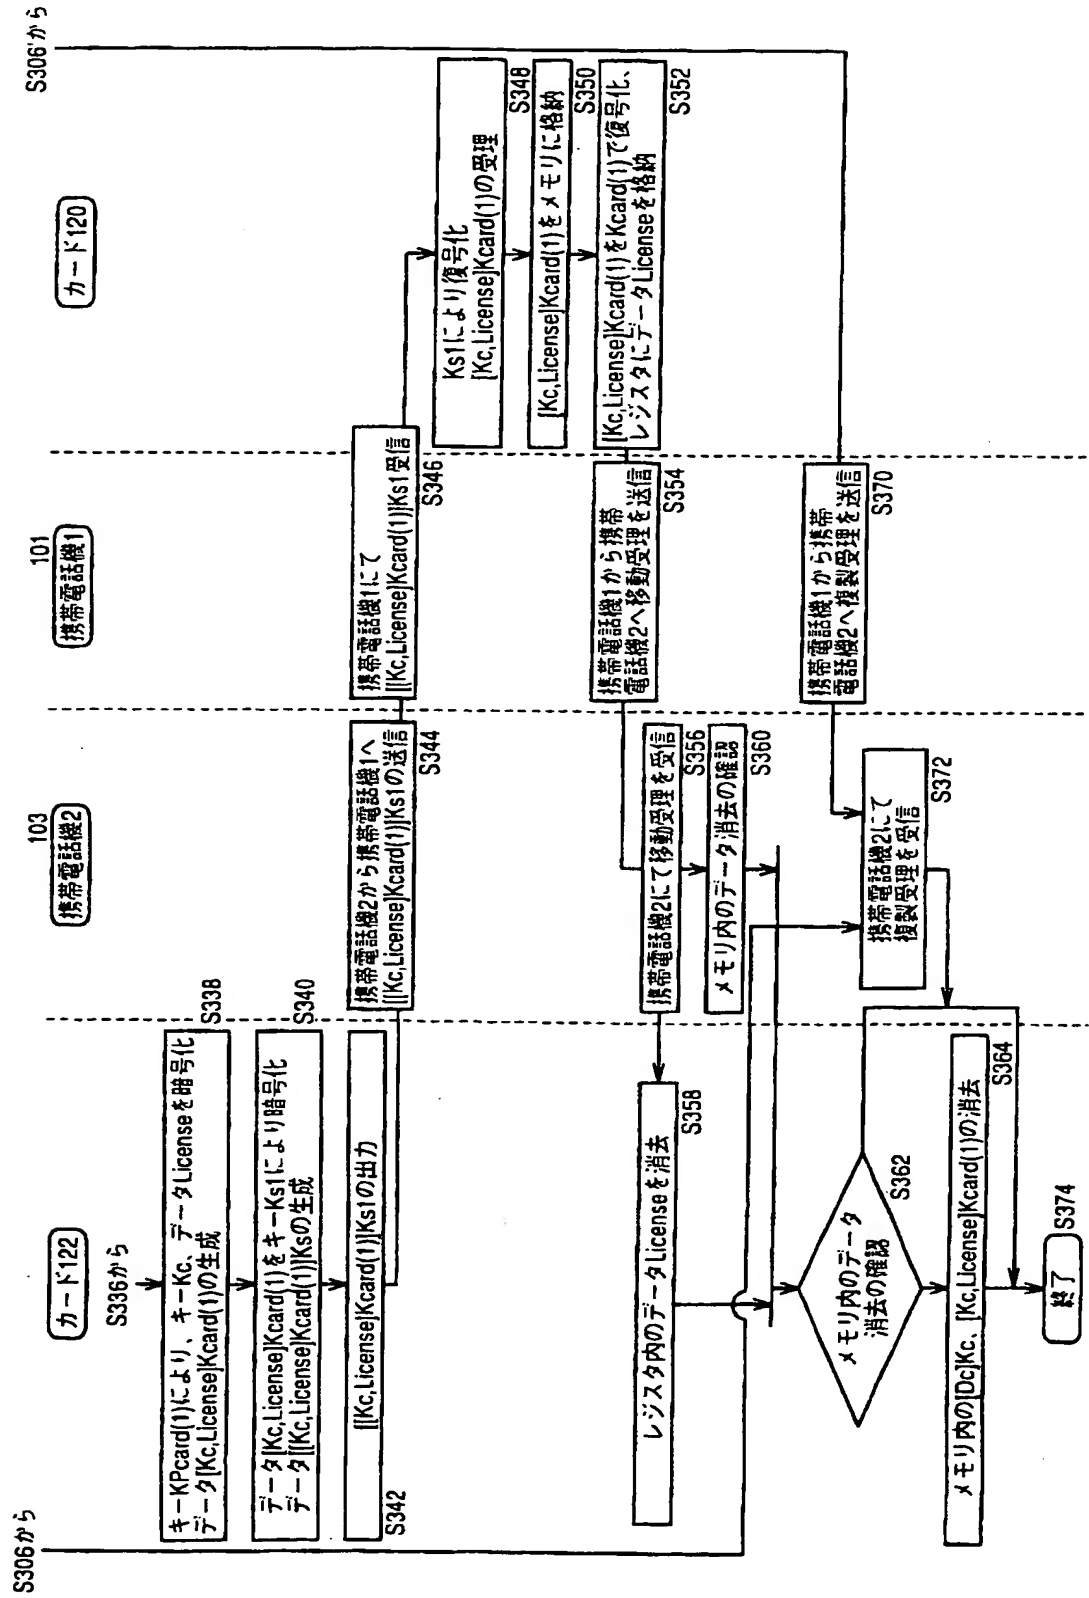 カード122
103
携帯電話機2
101
携帯電話機1
カード120
S306から
S336から
S306'から
キーKPcard(1)により、キーKc、データLicenseを暗号化
データ[Kc,License]Kcard(1)の生成
S338
データ[Kc,License]Kcard(1)をキーKs1により暗号化
データ[[Kc,License]Kcard(1)]Ksの生成
S340
[[Kc,License]Kcard(1)]Ks1の出力
S342
携帯電話機2から携帯電話機1へ
[[Kc,License]Kcard(1)]Ks1の送信
S344
携帯電話機1にて
[[Kc,License]Kcard(1)]Ks1受信
S346
Ks1により復号化
[Kc,License]Kcard(1)の受理
S348
[Kc,License]Kcard(1)をメモリに格納
S350
[Kc,License]Kcard(1)をKcard(1)で復号化、
レジスタにデータLicenseを格納
S352
携帯電話機1から携帯
電話機2へ移動受理を送信
S354
携帯電話機2にて移動受理を受信
S356
レジスタ内のデータLicenseを消去
S358
メモリ内のデータ消去の確認
S360
メモリ内のデータ
消去の確認
S362
メモリ内の[Dc]Kc、[Kc,License]Kcard(1)の消去
S364
携帯電話機1から携帯
電話機2へ複製受理を送信
S370
携帯電話機2にて
複製受理を受信
S372
終了
S374